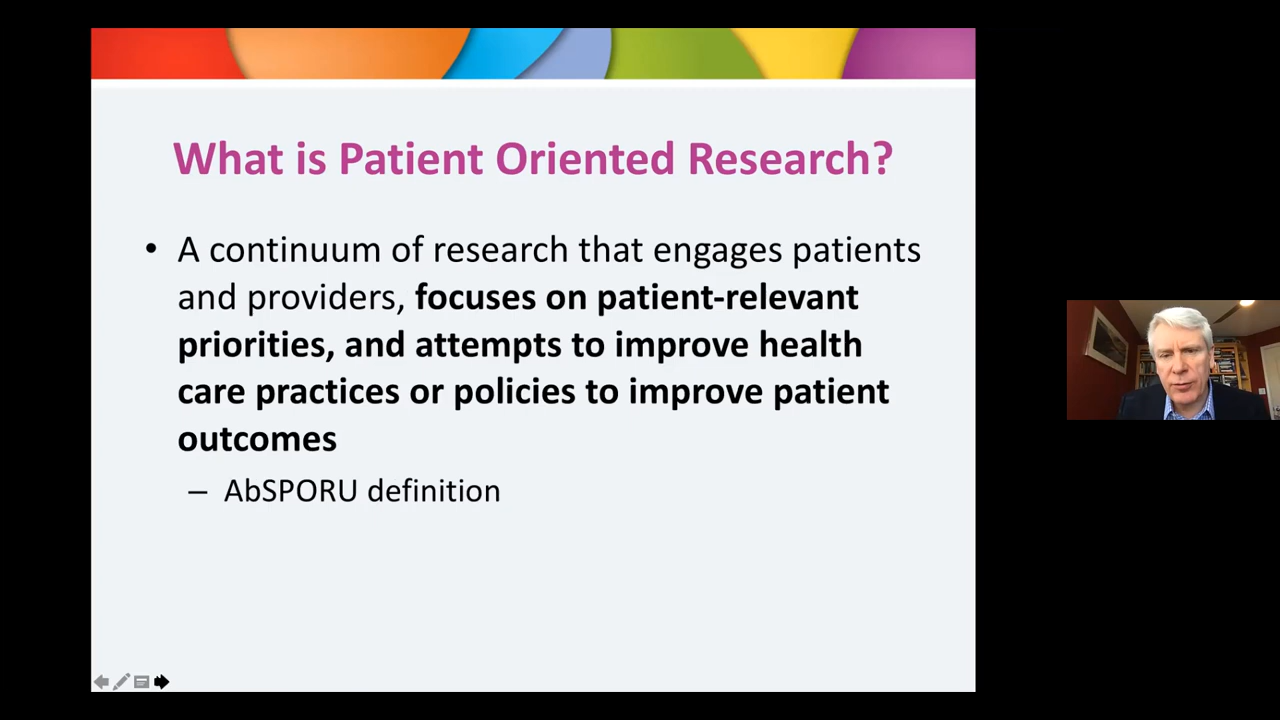 What is Patient Oriented Research?
• A continuum of research that engages patients
and providers, focuses on patient-relevant
priorities, and attempts to improve health
care practices or policies to improve patient
outcomes
– AbSPORU definition